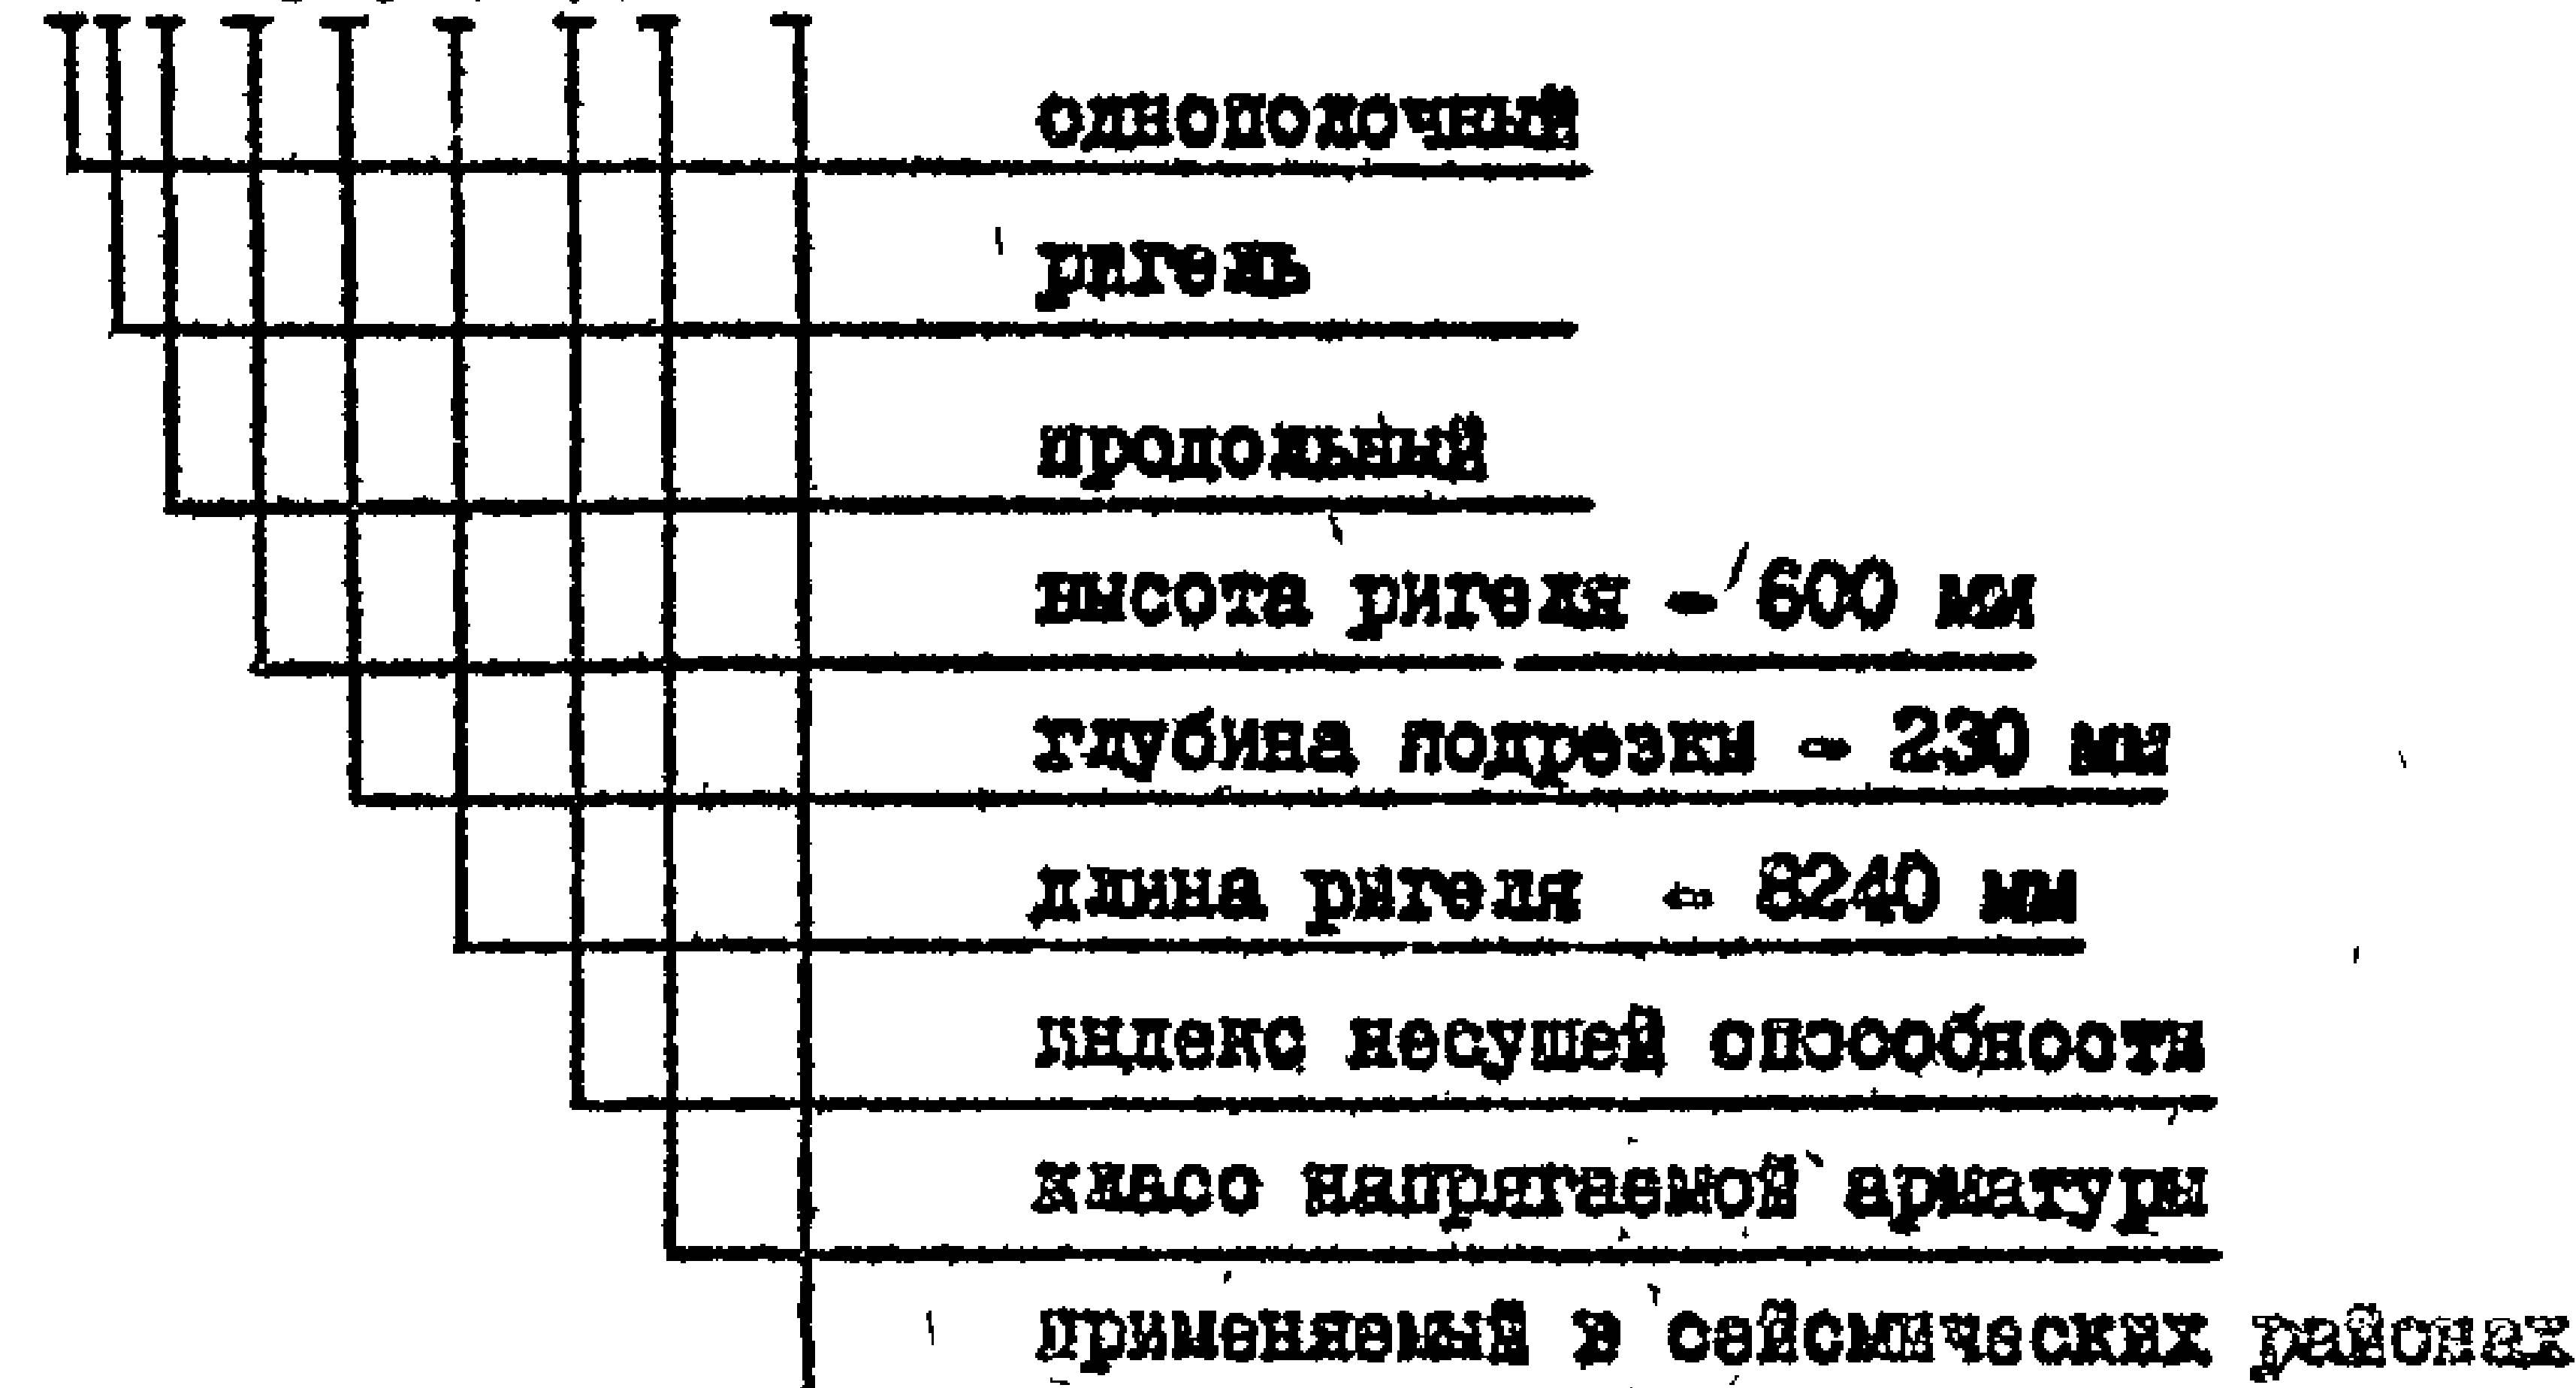 однополочный
ригель
продольный
высота ригеля - 600 мм
глубина подрезки - 230 мм
длина ригеля - 8240 мм
индекс несущей способности
класс напрягаемой арматуры
применяемый в сейсмических районах